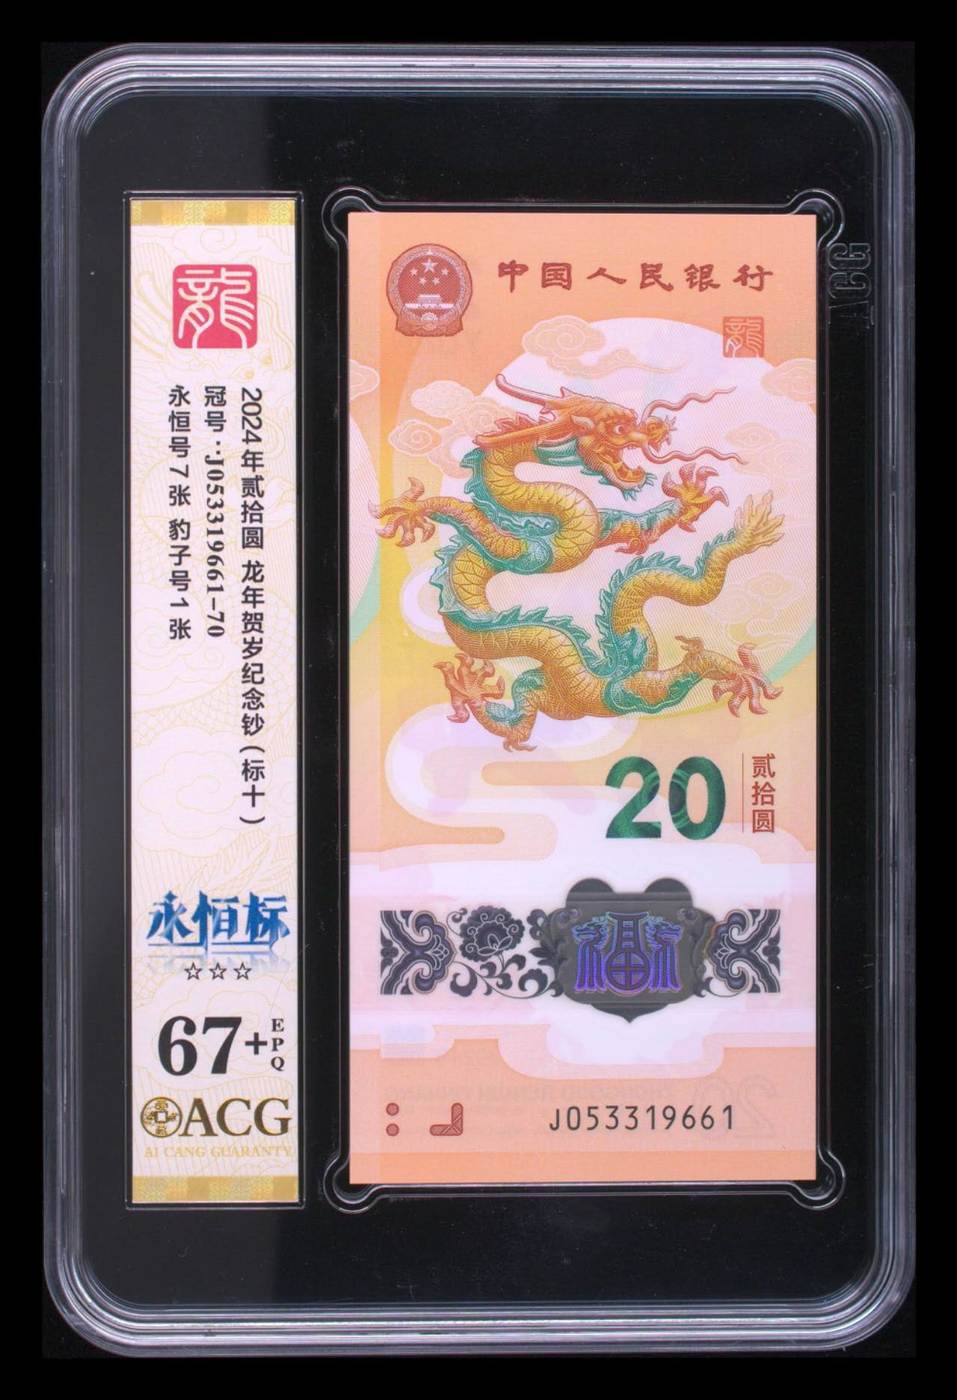 龍
2024年贰拾圆 龙年贺岁纪念钞(标十)
冠号:J053319661-70
永恒号7张 豹子号1张
永恒标
☆☆☆
67+EPQ
ACG
AI CANG GUARANTY
中国人民银行
龍
20
贰拾圆
福
J053319661
ACG